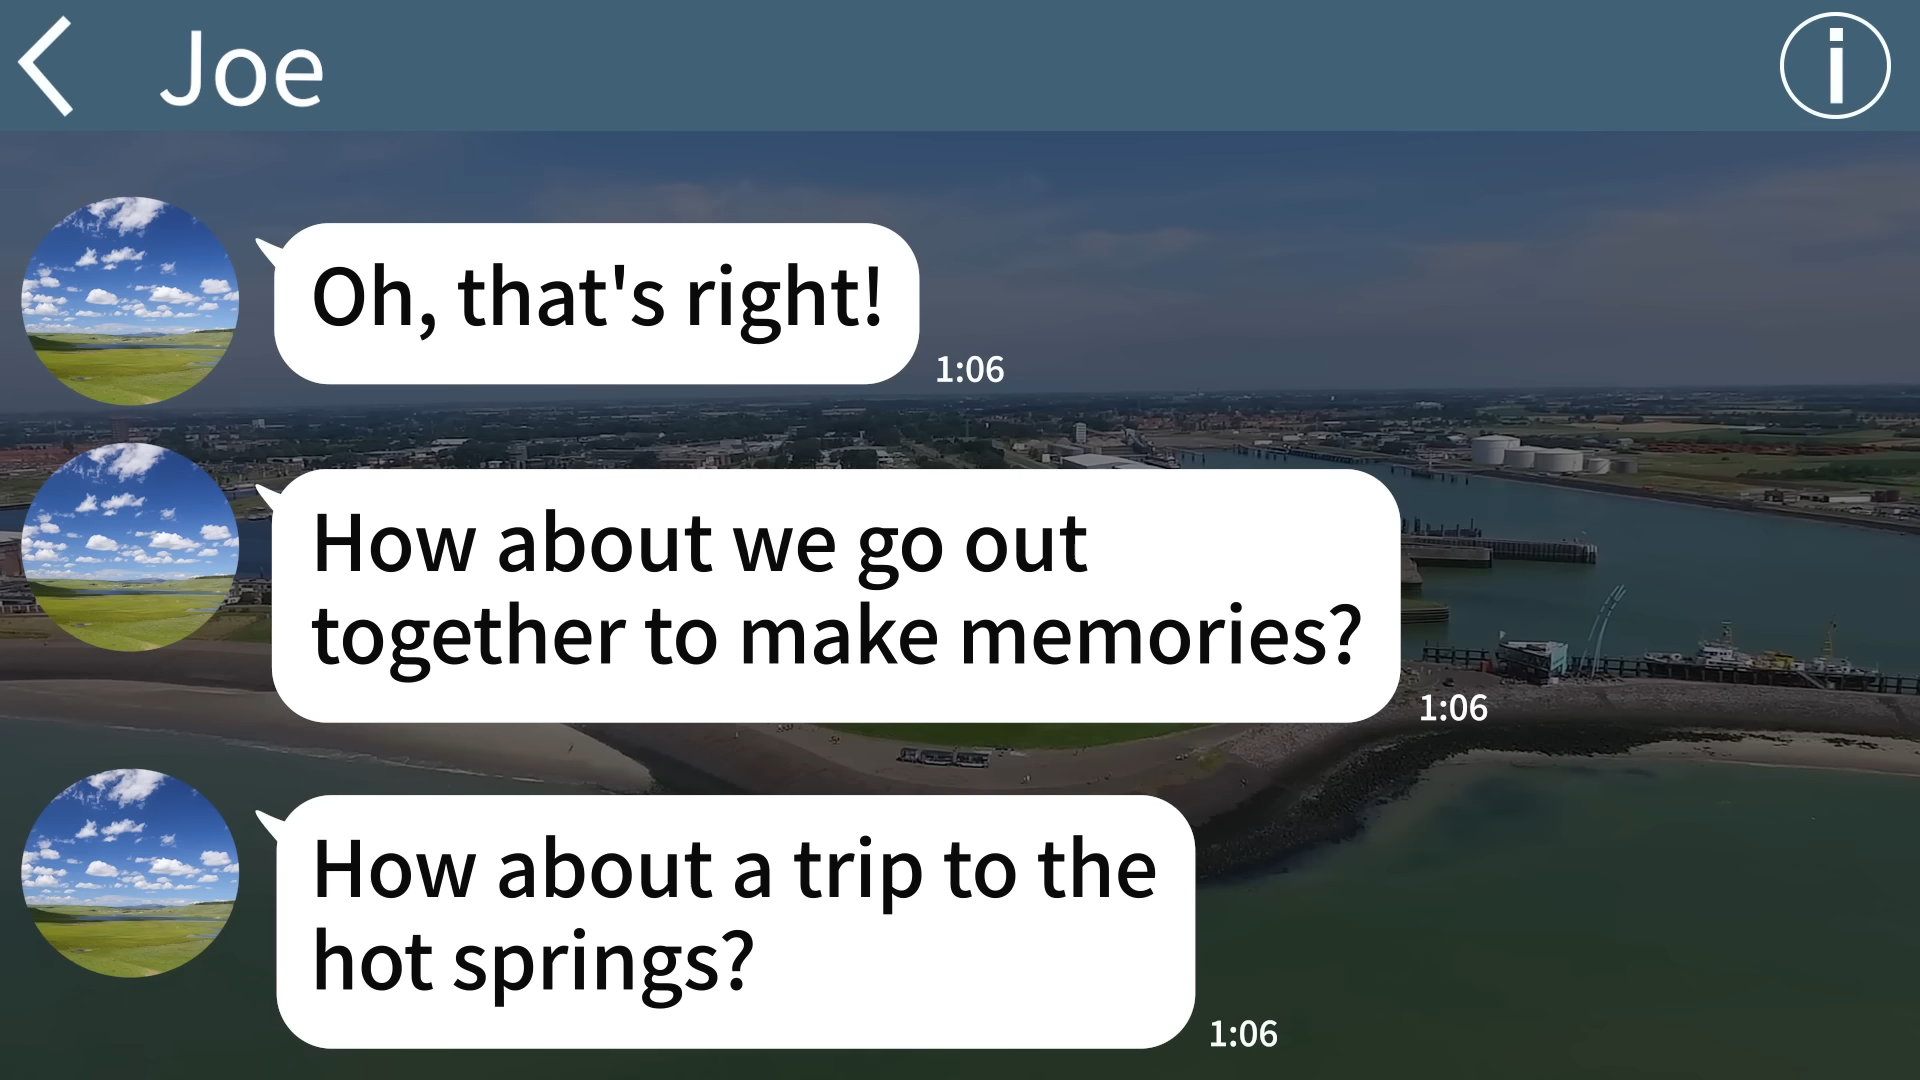 Joe
Oh, that's right!
1:06
How about we go out
together to make memories?
1:06
How about a trip to the
hot springs?
1:06